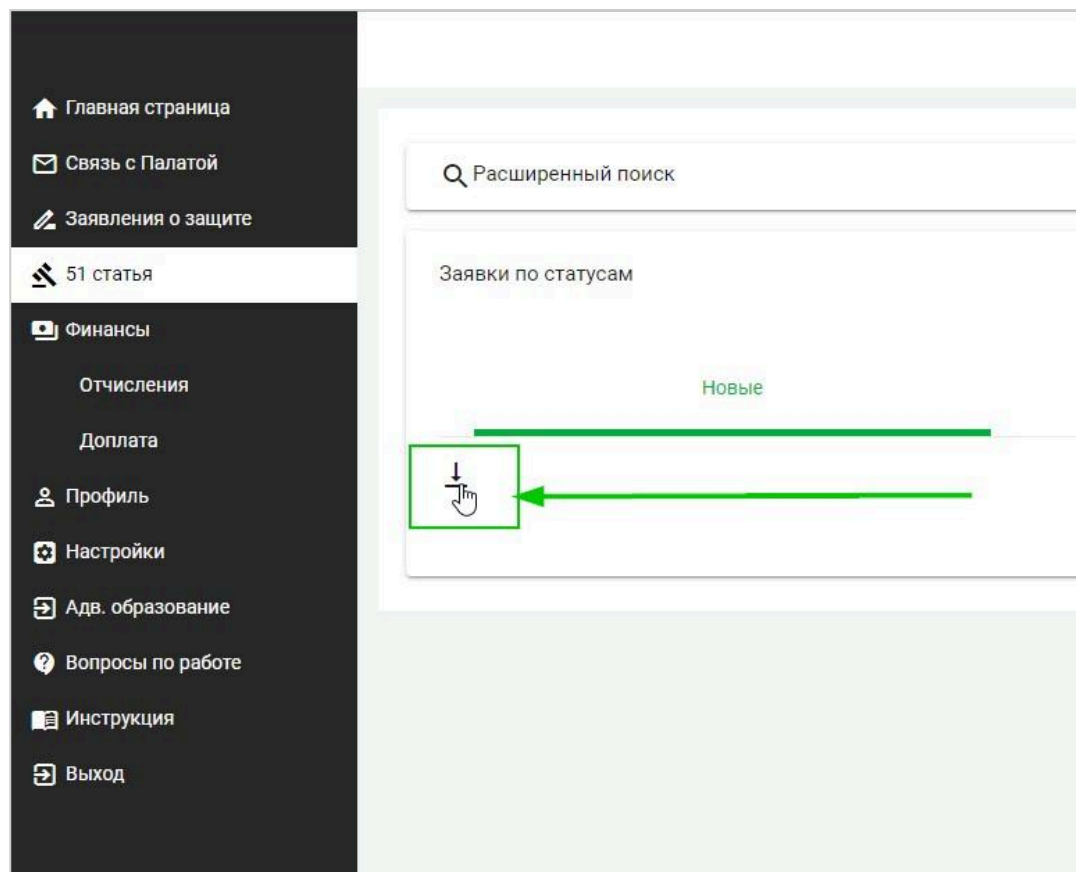 Главная страница
Связь с Палатой
Заявления о защите
51 статья
Финансы
Отчисления
Доплата
Профиль
Настройки
Адв. образование
Вопросы по работе
Инструкция
Выход
Расширенный поиск
Заявки по статусам
Новые